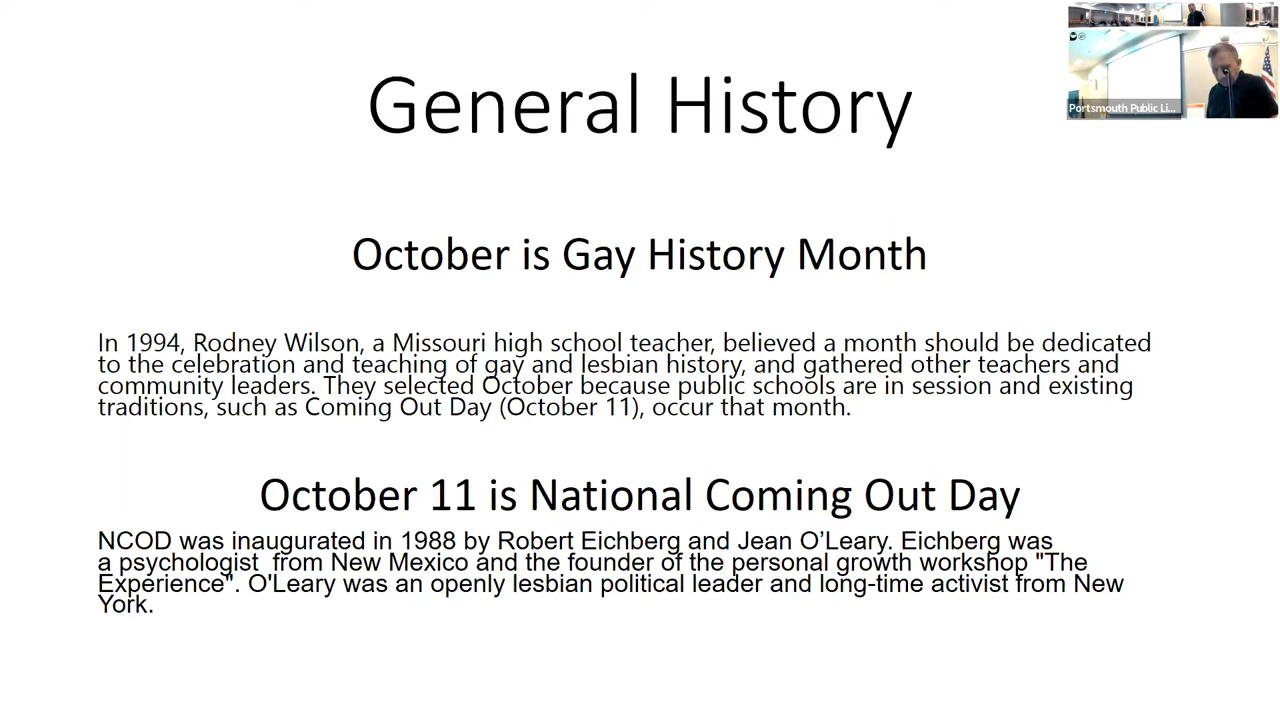 General History
Portsmouth Public Li...
October is Gay History Month
In 1994, Rodney Wilson, a Missouri high school teacher, believed a month should be dedicated
to the celebration and teaching of gay and lesbian history, and gathered other teachers and
community leaders. They selected October because public schools are in session and existing
traditions, such as Coming Out Day (October 11), occur that month.
October 11 is National Coming Out Day
NCOD was inaugurated in 1988 by Robert Eichberg and Jean O’Leary. Eichberg was
a psychologist  from New Mexico and the founder of the personal growth workshop "The
Experience". O'Leary was an openly lesbian political leader and long-time activist from New
York.